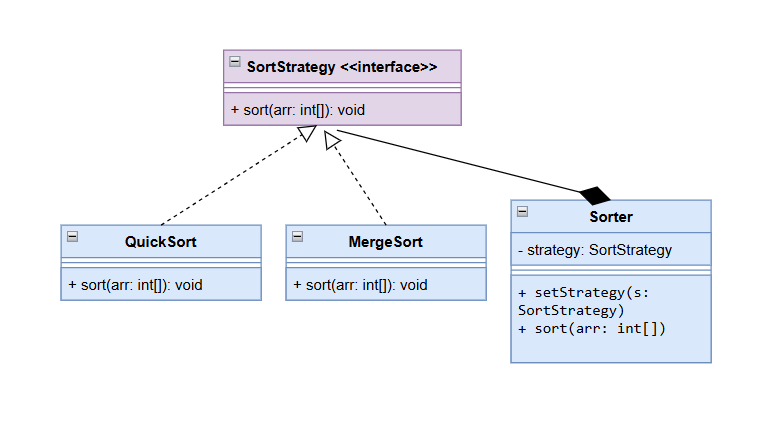 SortStrategy <<interface>>
+ sort(arr: int[]): void
QuickSort
+ sort(arr: int[]): void
MergeSort
+ sort(arr: int[]): void
Sorter
- strategy: SortStrategy
+ setStrategy(s:
SortStrategy)
+ sort(arr: int[])